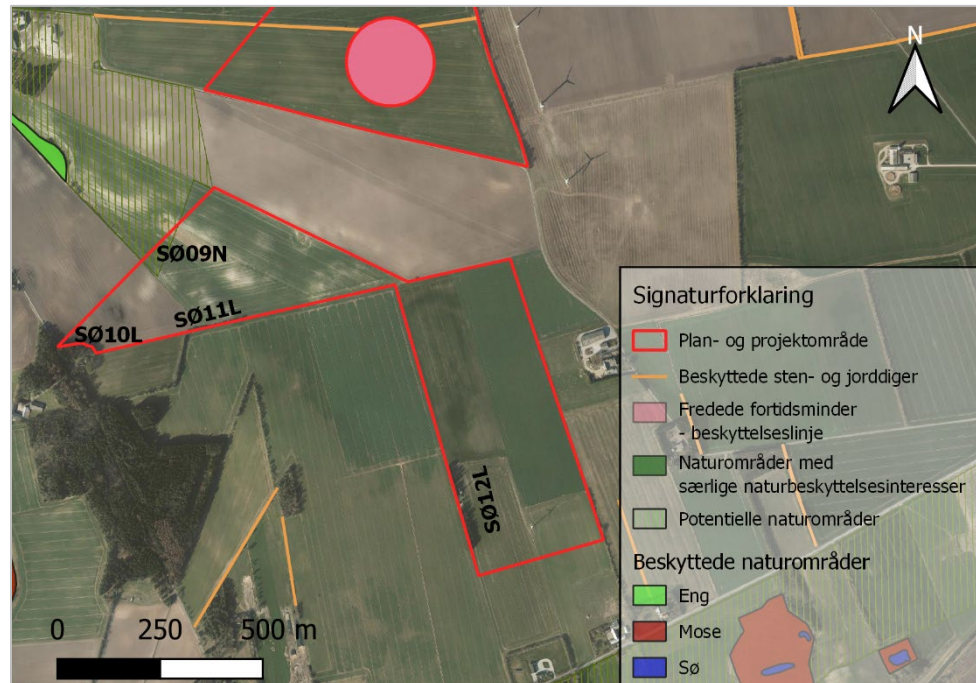 N
SØ09N
SØ10L
SØ11L
SØ12L
0 250 500 m
Signaturforklaring
Plan- og projektområde
Beskyttede sten- og jorddiger
Fredede fortidsminder
- beskyttelseslinje
Naturområder med
særlige naturbeskyttelsesinteresser
Potentielle naturområder
Beskyttede naturområder
Eng
Mose
Sø